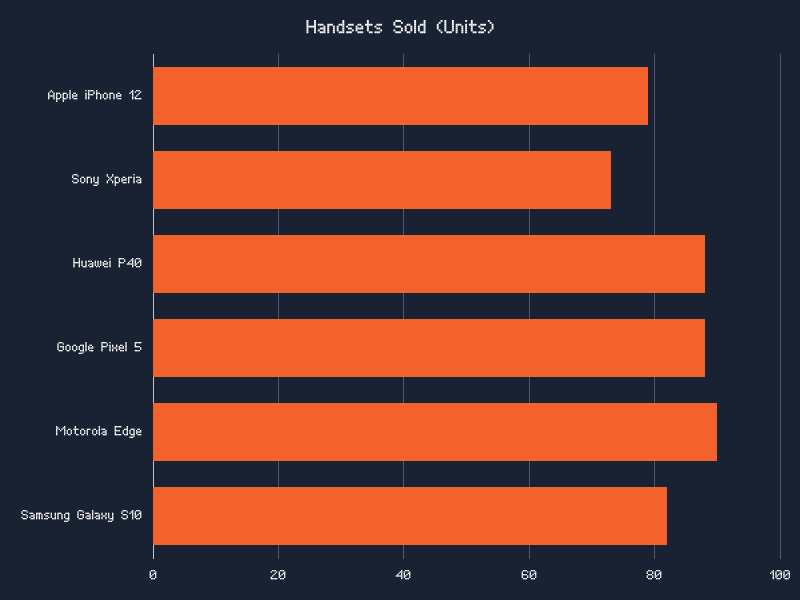 Handsets Sold (Units)
Apple iPhone 12
Sony Xperia
Huawei P40
Google Pixel 5
Motorola Edge
Samsung Galaxy S10
0 20 40 60 80 100